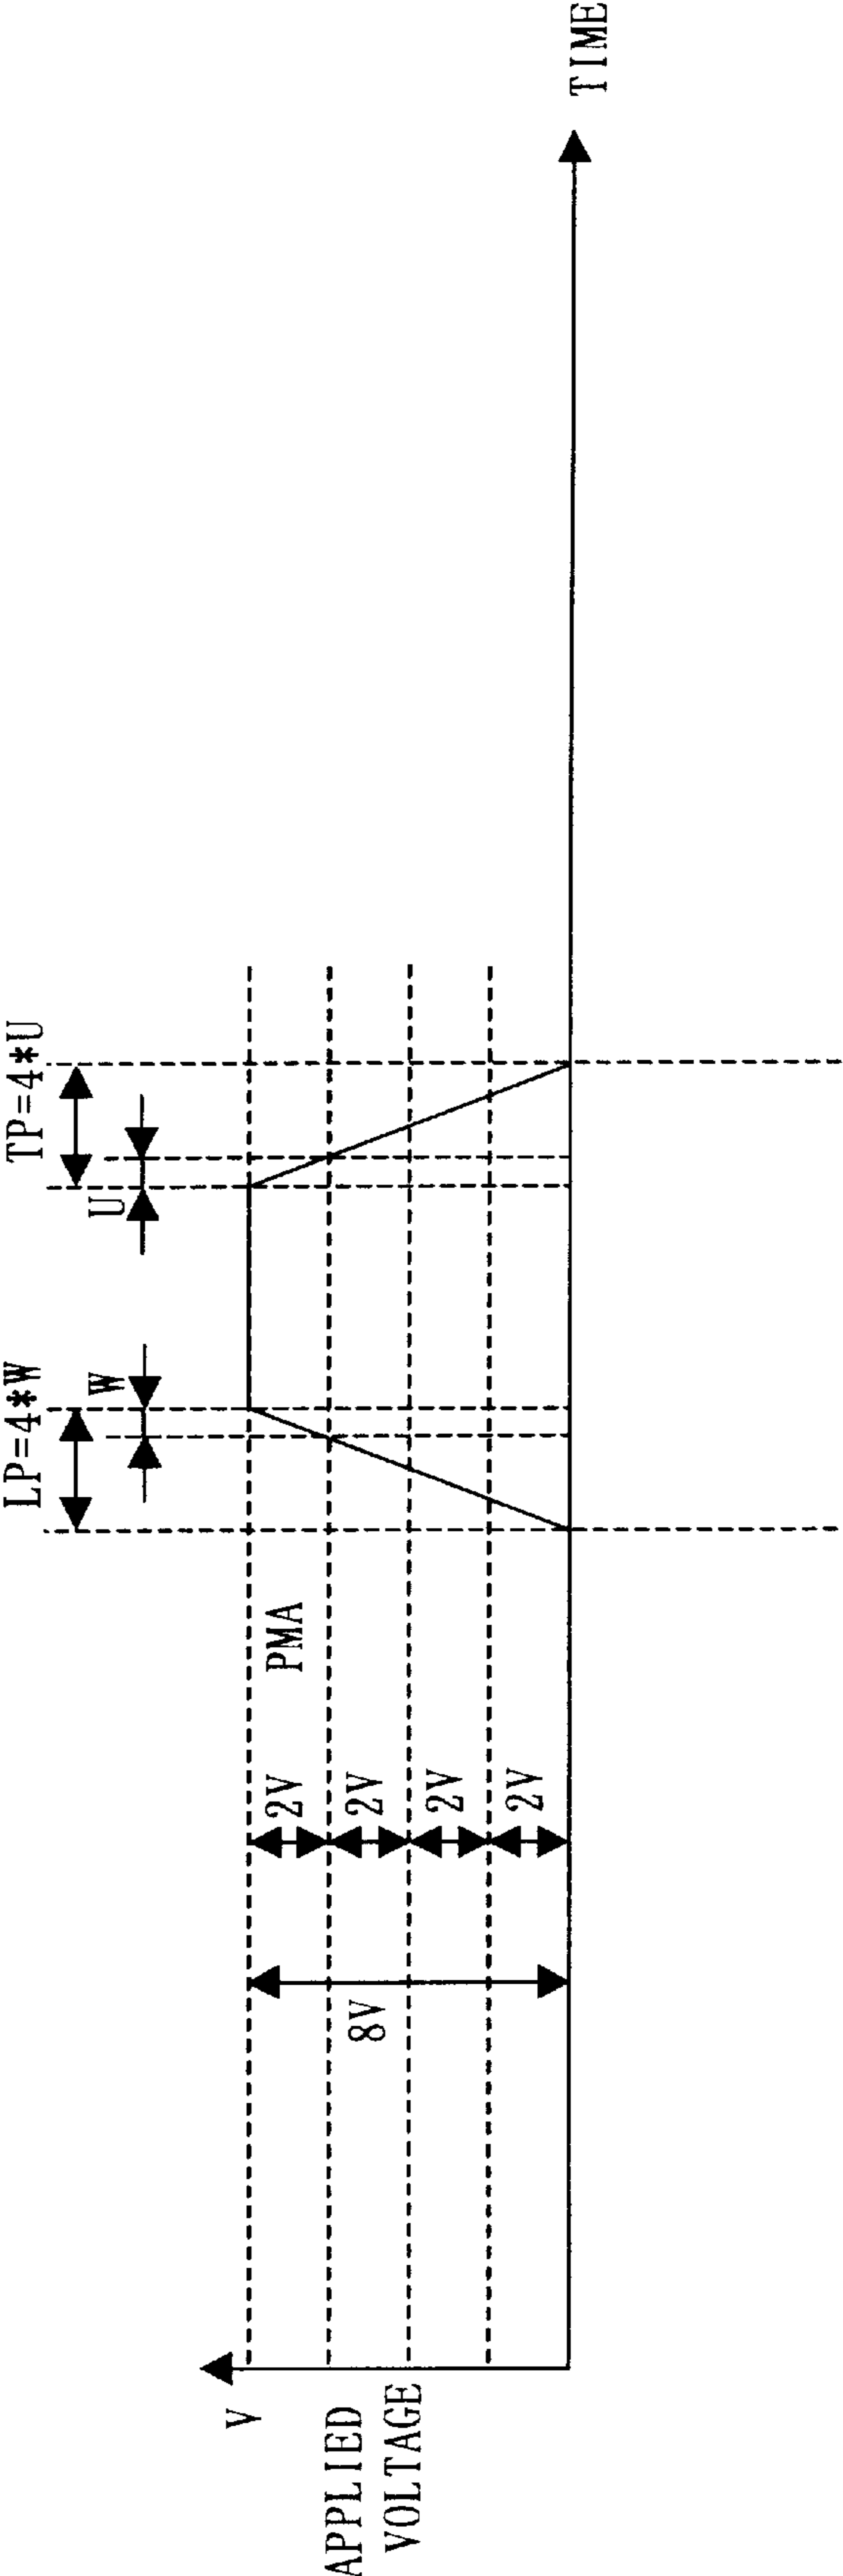 LP=4*W
TP=4*U
W
U
V
APPLIED
VOLTAGE
8V
2V
2V
2V
2V
PMA
TIME